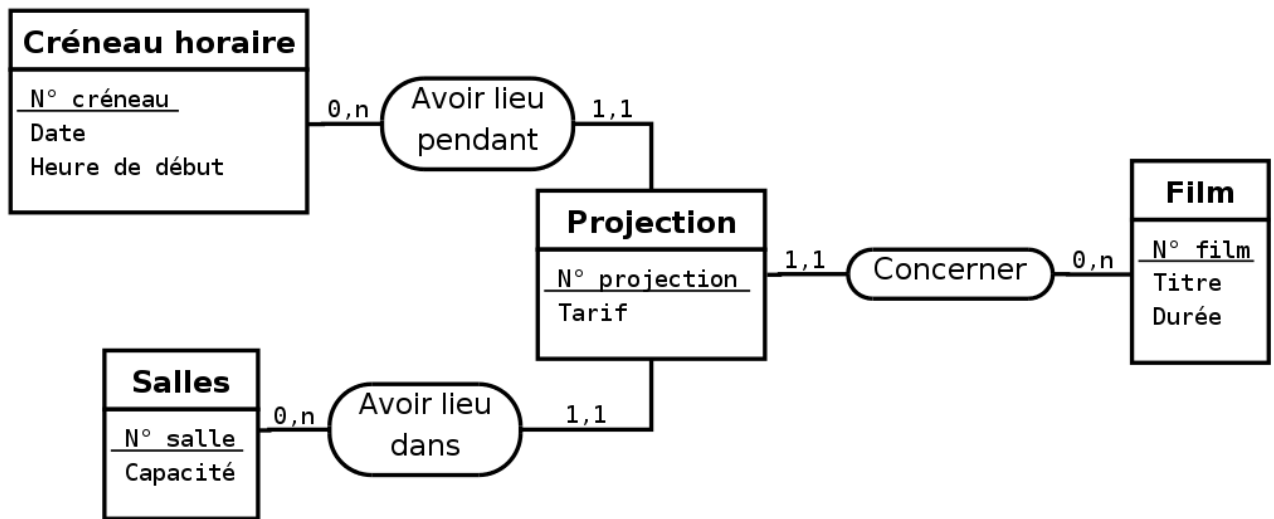 Créneau horaire
N° créneau
Date
Heure de début
0,n
Avoir lieu
pendant
1,1
Projection
N° projection
Tarif
1,1
Concerner
0,n
Film
N° film
Titre
Durée
Salles
N° salle
Capacité
0,n
Avoir lieu
dans
1,1